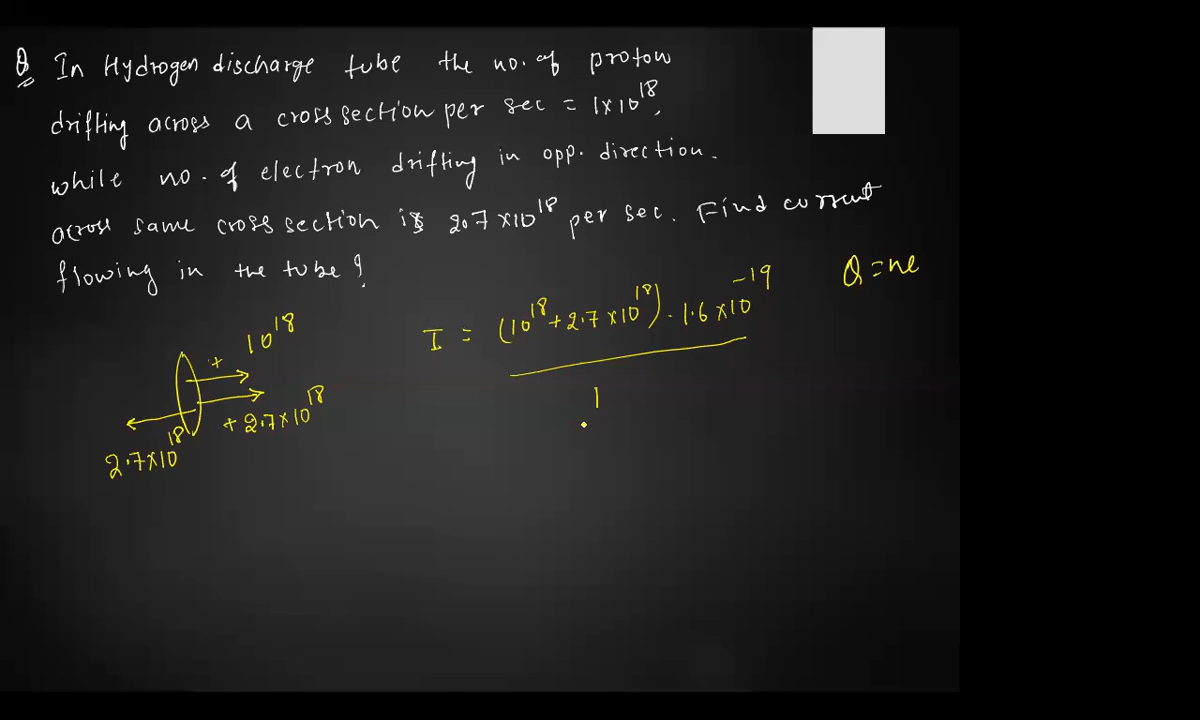 Q In Hydrogen discharge tube the no. of proton
drifting across a cross section per sec = 1×10^18,
while no. of electron drifting in opp. direction.
across same cross section is 2.7×10^18 per sec. Find current
flowing in the tube?
Q = ne
I = (10^18 + 2.7×10^18) . 1.6×10^-19
1
+ 10^18
+ 2.7×10^18
2.7×10^18